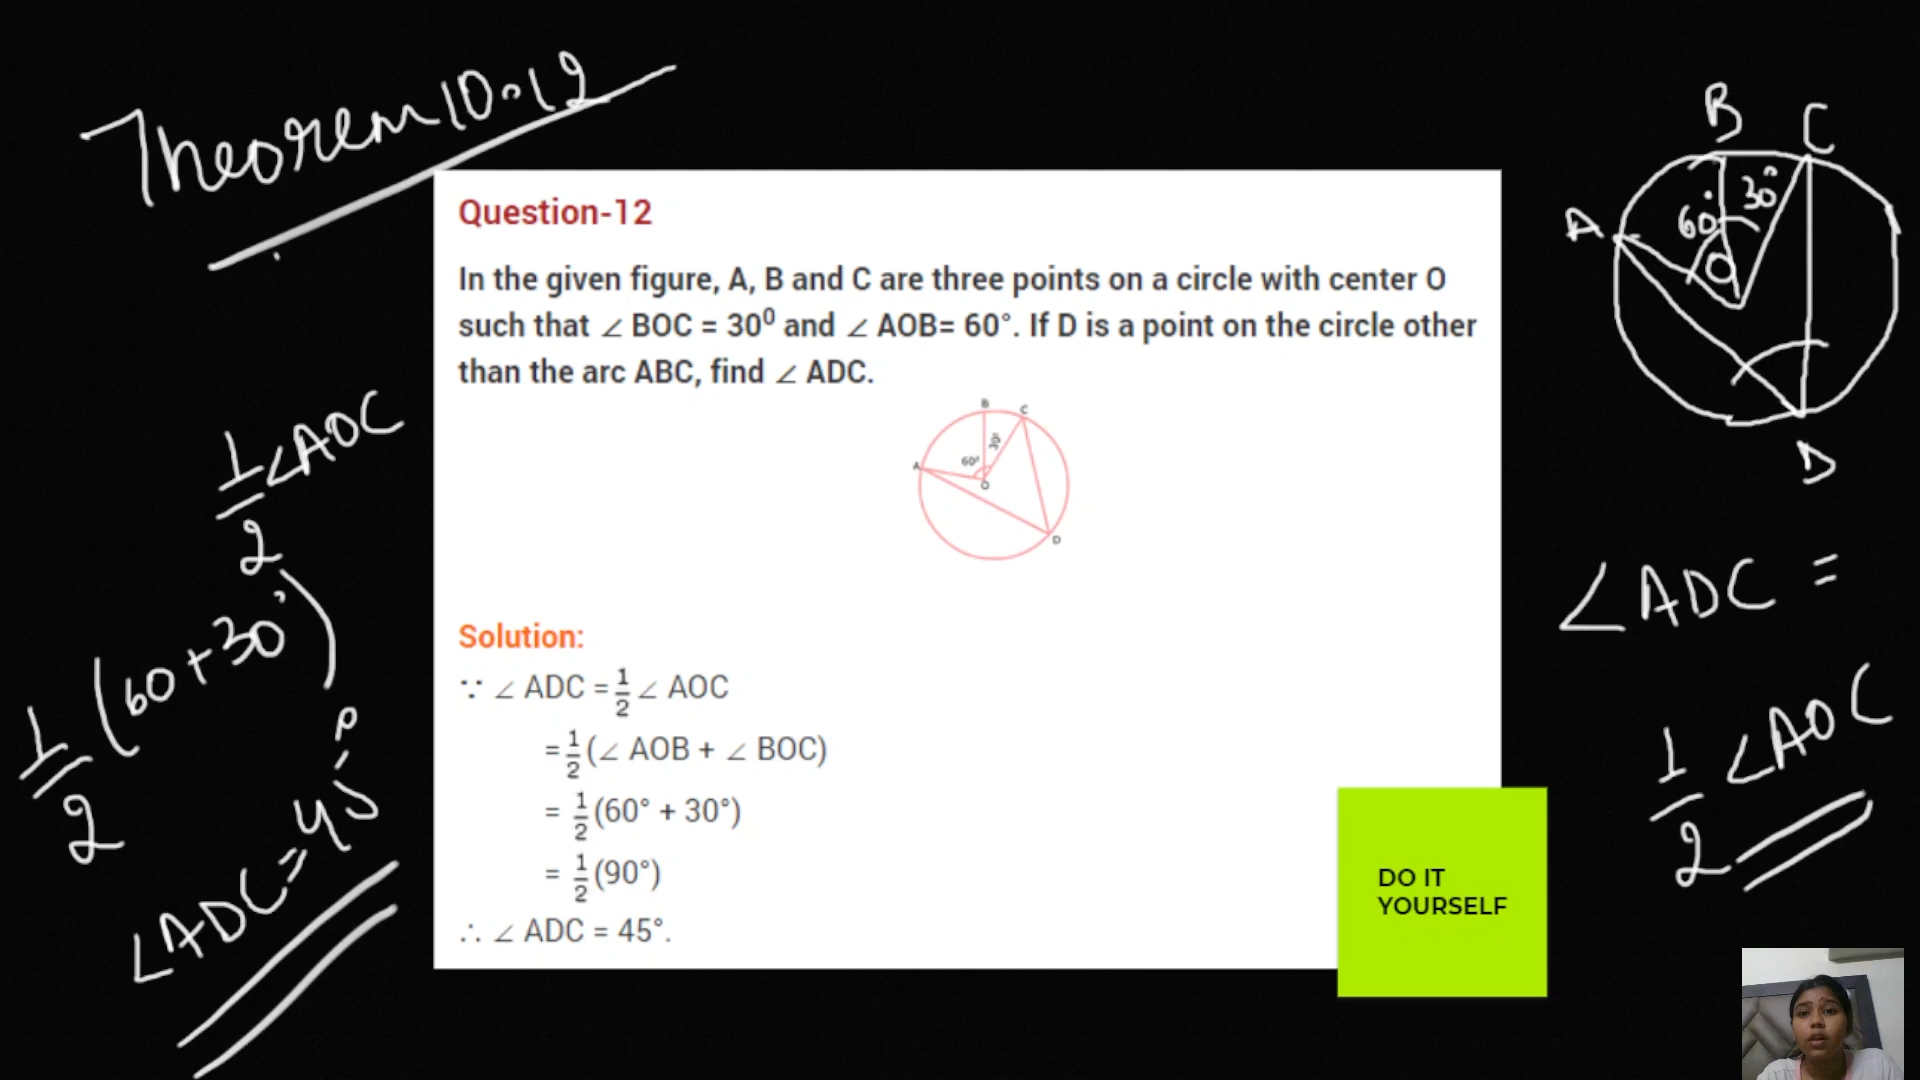 Theorem 10.12
Question-12
In the given figure, A, B and C are three points on a circle with center O
such that ∠ BOC = 30⁰ and ∠ AOB= 60°. If D is a point on the circle other
than the arc ABC, find ∠ ADC.
B
C
30°
60°
A
O
D
Solution:
∵ ∠ ADC = 1/2 ∠ AOC
= 1/2 (∠ AOB + ∠ BOC)
= 1/2 (60° + 30°)
= 1/2 (90°)
∴ ∠ ADC = 45°.
1/2 ∠AOC
1/2 (60+30°)
∠ADC = 45°
B
C
30°
60°
A
O
D
∠ADC =
1/2 ∠AOC
DO IT
YOURSELF